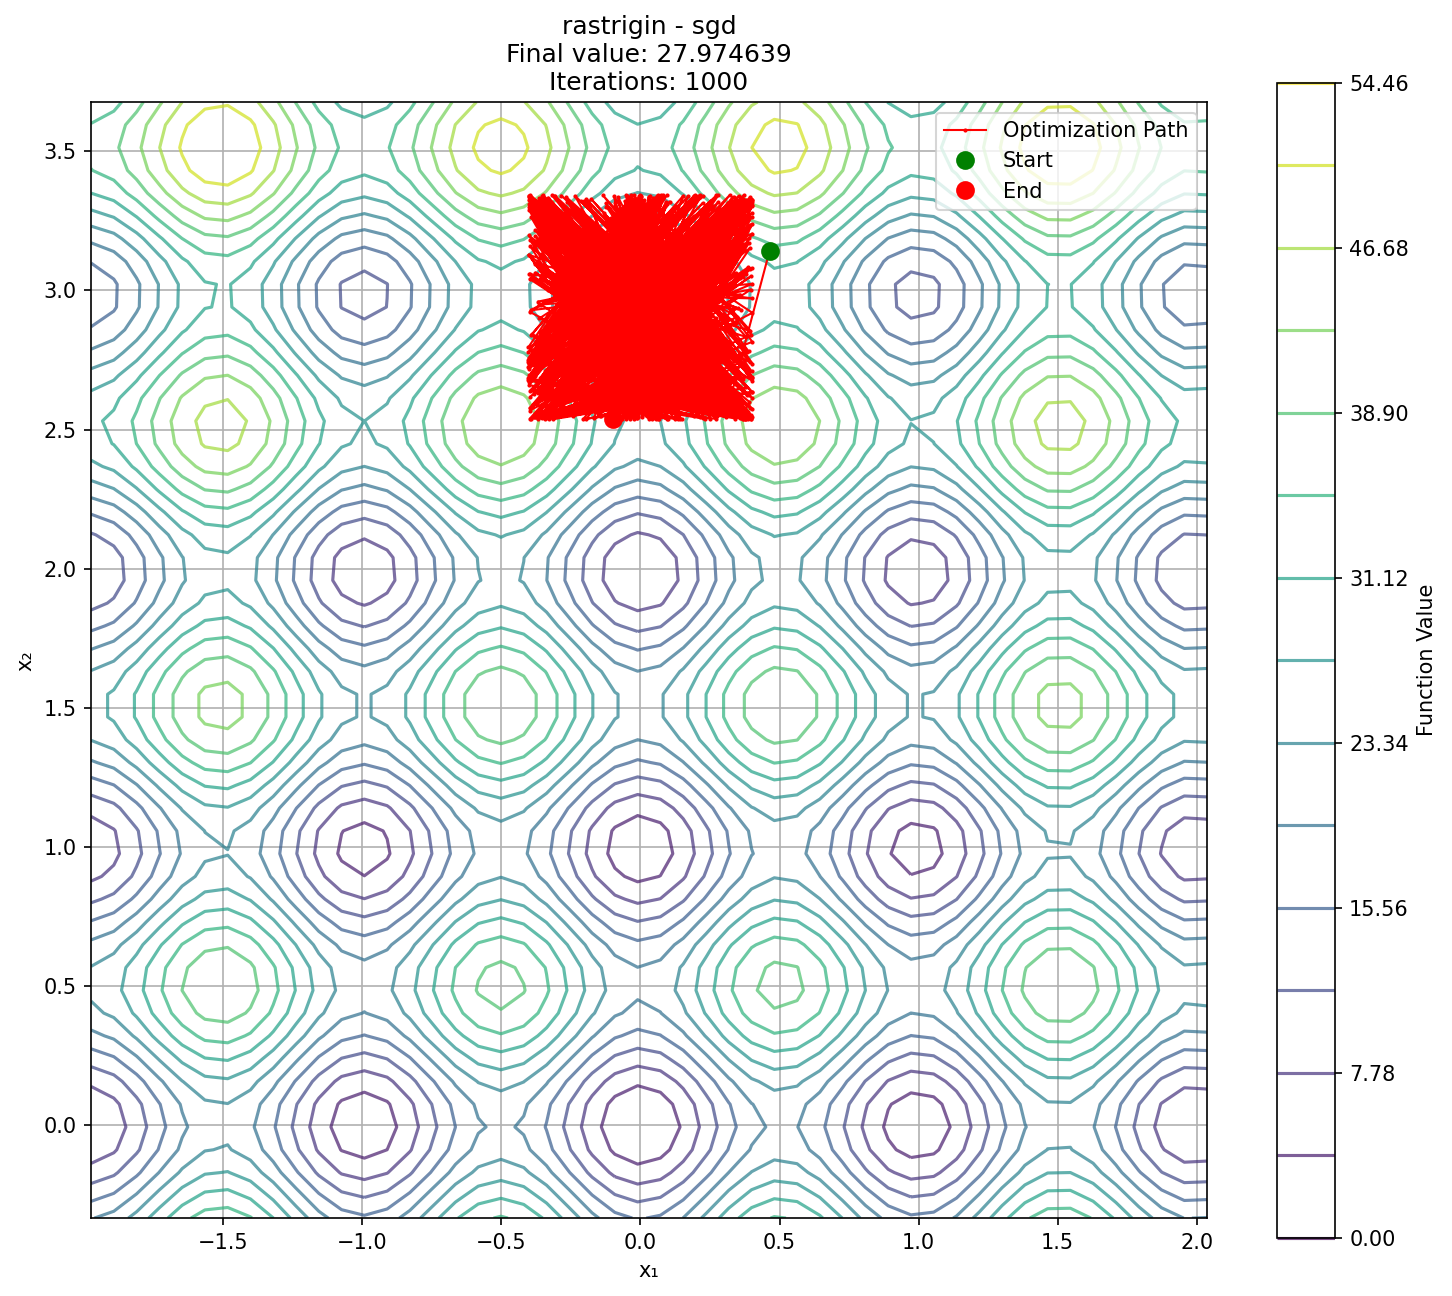 rastrigin - sgd
Final value: 27.974639
Iterations: 1000
Optimization Path
Start
End
54.46
46.68
38.90
31.12
23.34
15.56
7.78
0.00
Function Value
3.5
3.0
2.5
2.0
1.5
1.0
0.5
0.0
x₂
−1.5
−1.0
−0.5
0.0
0.5
1.0
1.5
2.0
x₁